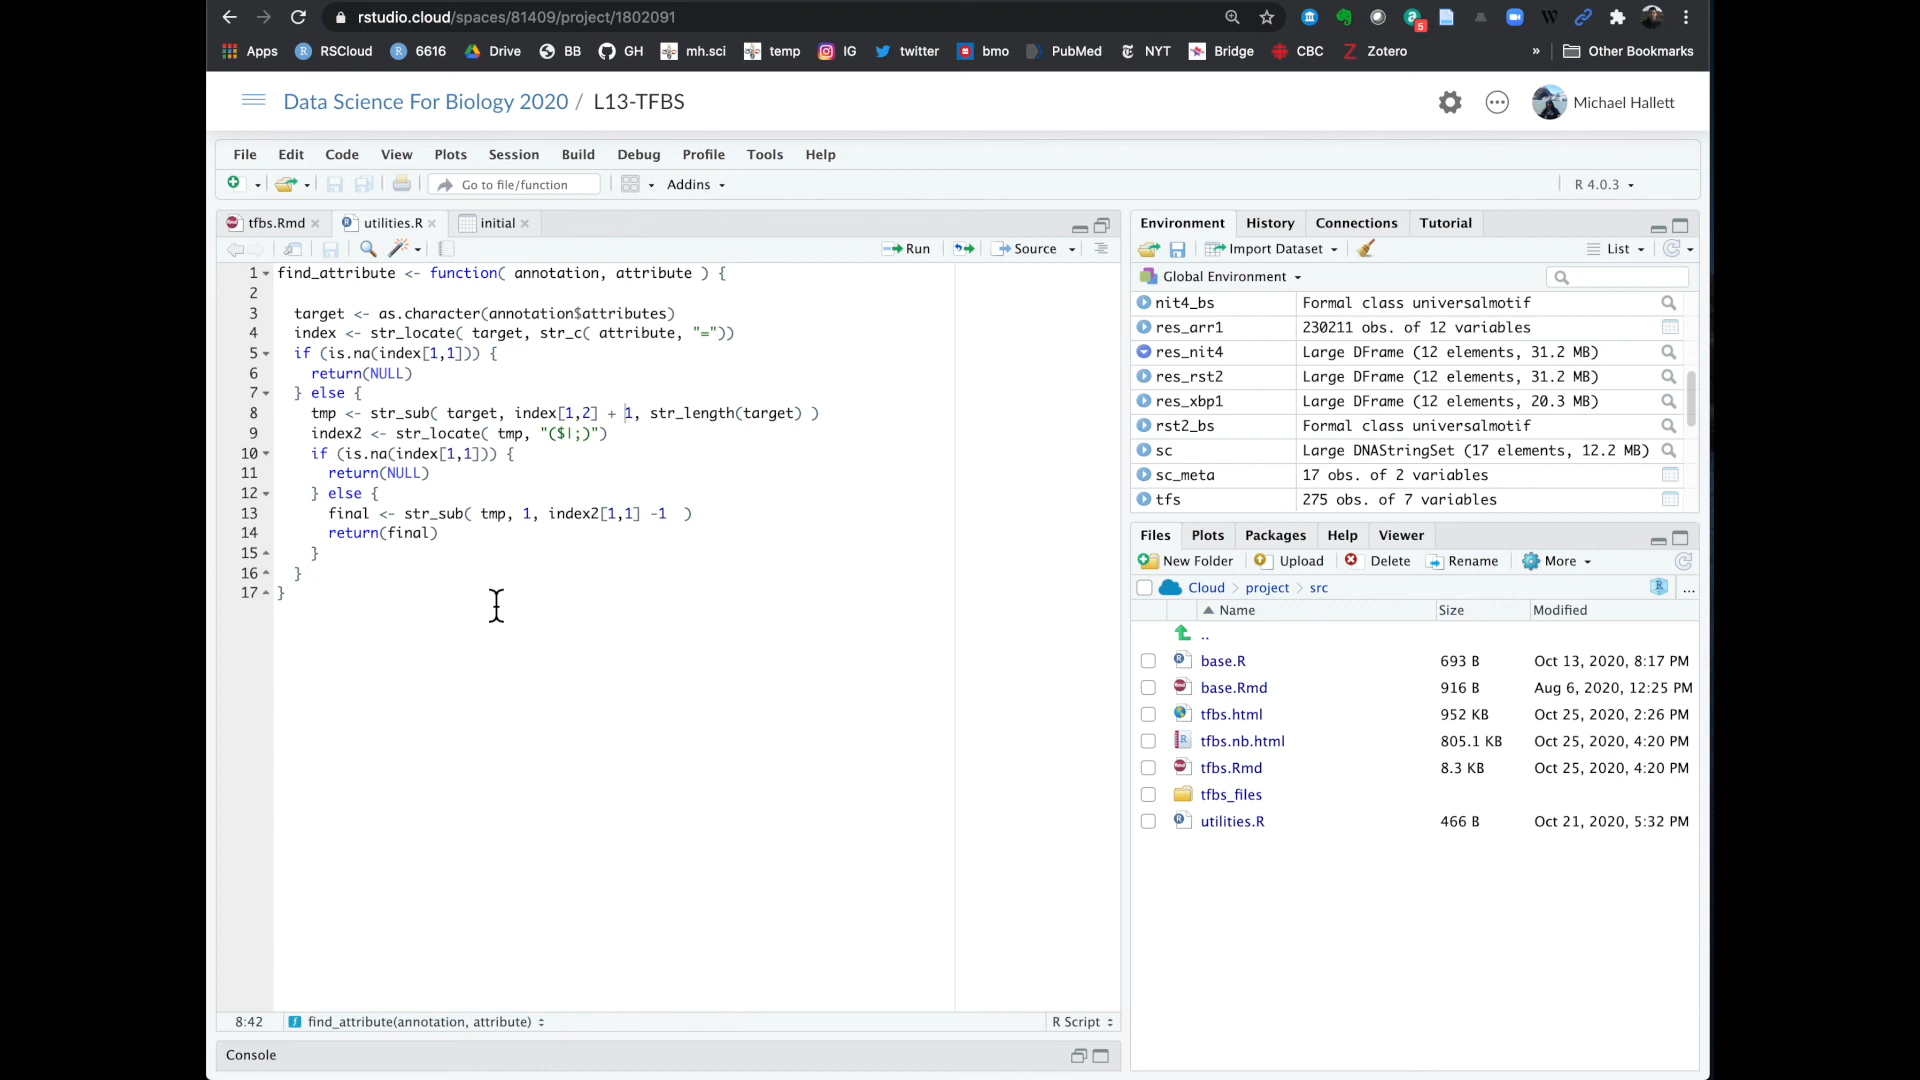 rstudio.cloud/spaces/81409/project/1802091
5
W
Apps RSCloud 6616 Drive BB GH mh.sci temp IG twitter bmo PubMed NYT Bridge CBC Zotero » Other Bookmarks
Data Science For Biology 2020 / L13-TFBS
Michael Hallett
File Edit Code View Plots Session Build Debug Profile Tools Help
Go to file/function Addins R 4.0.3
tfbs.Rmd utilities.R initial
Run Source
1 find_attribute <- function( annotation, attribute ) {
2
3 target <- as.character(annotation$attributes)
4 index <- str_locate( target, str_c( attribute, "="))
5 if (is.na(index[1,1])) {
6 return(NULL)
7 } else {
8 tmp <- str_sub( target, index[1,2] + 1, str_length(target) )
9 index2 <- str_locate( tmp, "($|;)")
10 if (is.na(index[1,1])) {
11 return(NULL)
12 } else {
13 final <- str_sub( tmp, 1, index2[1,1] -1  )
14 return(final)
15 }
16 }
17 }
8:42 find_attribute(annotation, attribute) R Script
Console
Environment History Connections Tutorial
Import Dataset List
Global Environment
nit4_bs Formal class universalmotif
res_arr1 230211 obs. of 12 variables
res_nit4 Large DFrame (12 elements, 31.2 MB)
res_rst2 Large DFrame (12 elements, 31.2 MB)
res_xbp1 Large DFrame (12 elements, 20.3 MB)
rst2_bs Formal class universalmotif
sc Large DNAStringSet (17 elements, 12.2 MB)
sc_meta 17 obs. of 2 variables
tfs 275 obs. of 7 variables
Files Plots Packages Help Viewer
New Folder Upload Delete Rename More
Cloud > project > src ...
Name Size Modified
..
base.R 693 B Oct 13, 2020, 8:17 PM
base.Rmd 916 B Aug 6, 2020, 12:25 PM
tfbs.html 952 KB Oct 25, 2020, 2:26 PM
tfbs.nb.html 805.1 KB Oct 25, 2020, 4:20 PM
tfbs.Rmd 8.3 KB Oct 25, 2020, 4:20 PM
tfbs_files
utilities.R 466 B Oct 21, 2020, 5:32 PM